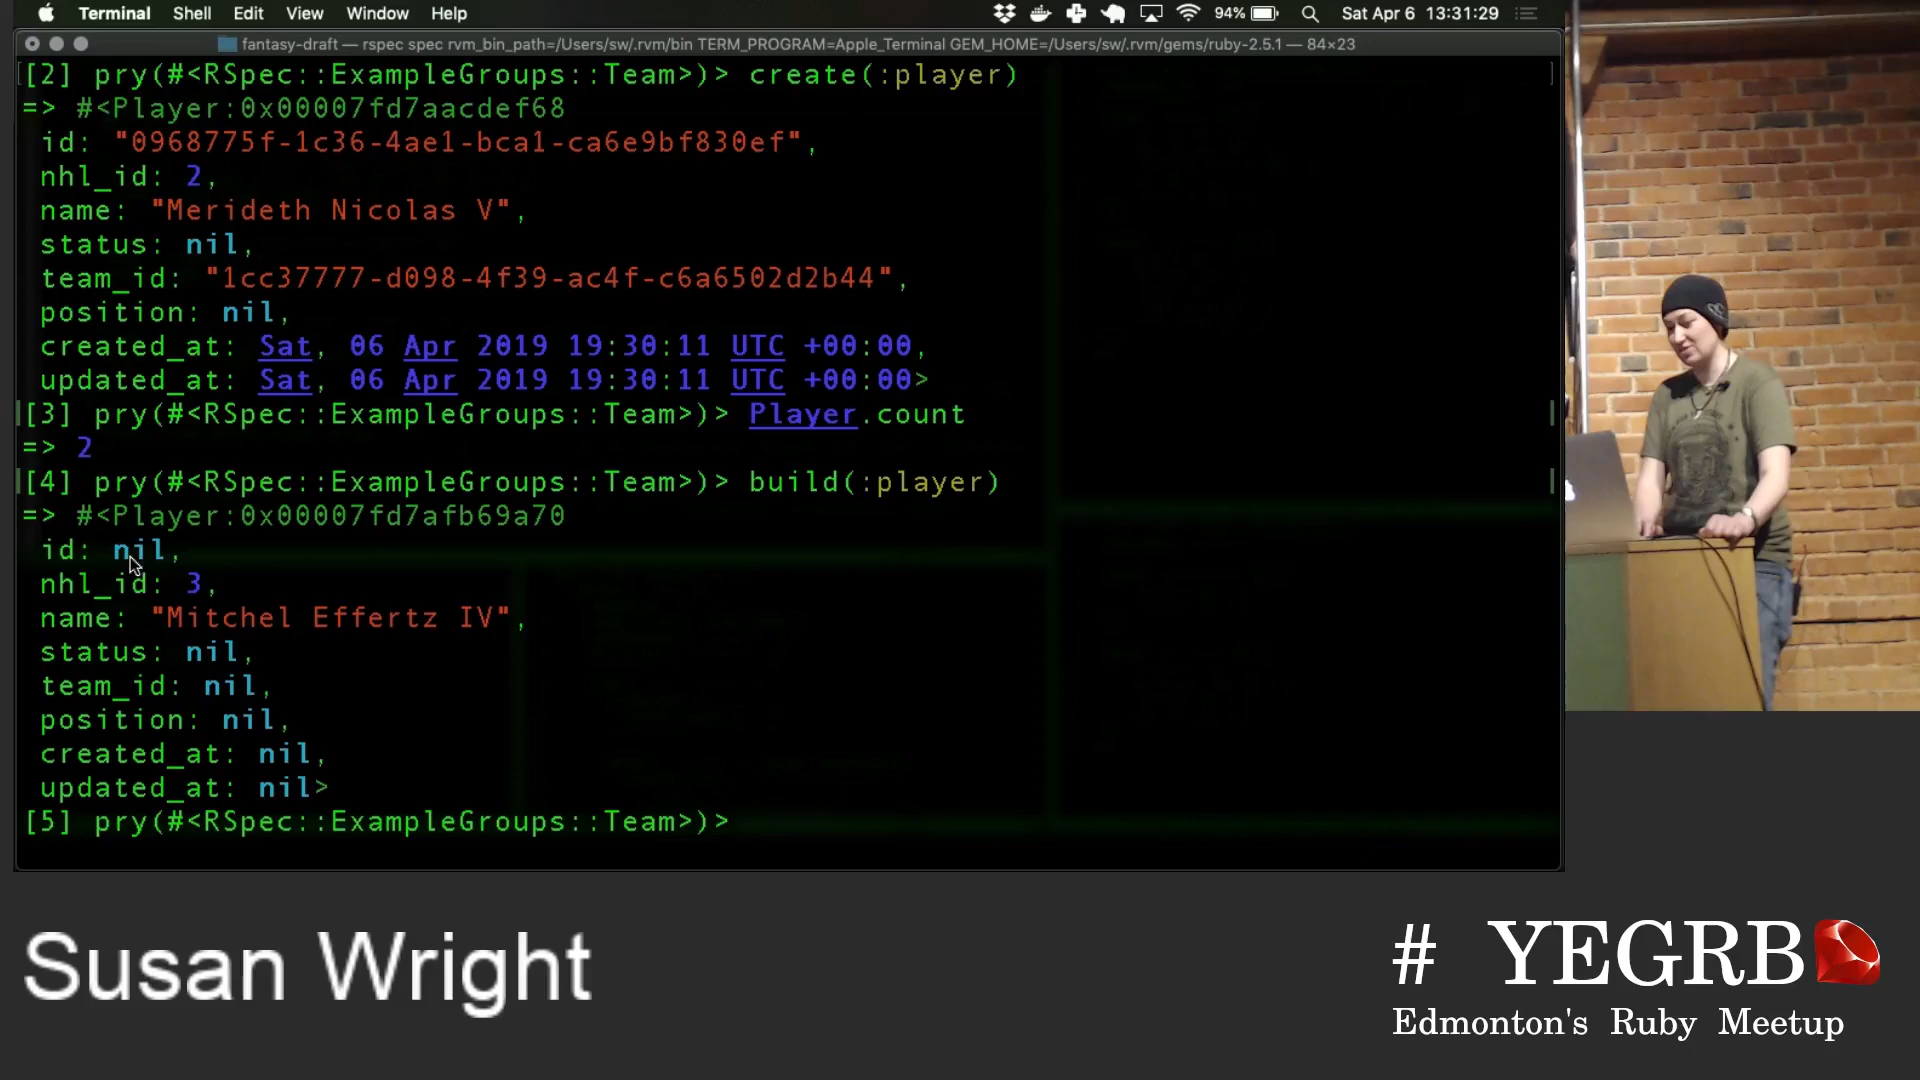 Terminal Shell Edit View Window Help 94% Sat Apr 6 13:31:29
fantasy-draft — rspec spec rvm_bin_path=/Users/sw/.rvm/bin TERM_PROGRAM=Apple_Terminal GEM_HOME=/Users/sw/.rvm/gems/ruby-2.5.1 — 84×23
[2] pry(#<RSpec::ExampleGroups::Team>)> create(:player)
=> #<Player:0x00007fd7aacdef68
id: "0968775f-1c36-4ae1-bca1-ca6e9bf830ef",
nhl_id: 2,
name: "Merideth Nicolas V",
status: nil,
team_id: "1cc37777-d098-4f39-ac4f-c6a6502d2b44",
position: nil,
created_at: Sat, 06 Apr 2019 19:30:11 UTC +00:00,
updated_at: Sat, 06 Apr 2019 19:30:11 UTC +00:00>
[3] pry(#<RSpec::ExampleGroups::Team>)> Player.count
=> 2
[4] pry(#<RSpec::ExampleGroups::Team>)> build(:player)
=> #<Player:0x00007fd7afb69a70
id: nil,
nhl_id: 3,
name: "Mitchel Effertz IV",
status: nil,
team_id: nil,
position: nil,
created_at: nil,
updated_at: nil>
[5] pry(#<RSpec::ExampleGroups::Team>)>
Susan Wright
# YEGRB
Edmonton's Ruby Meetup